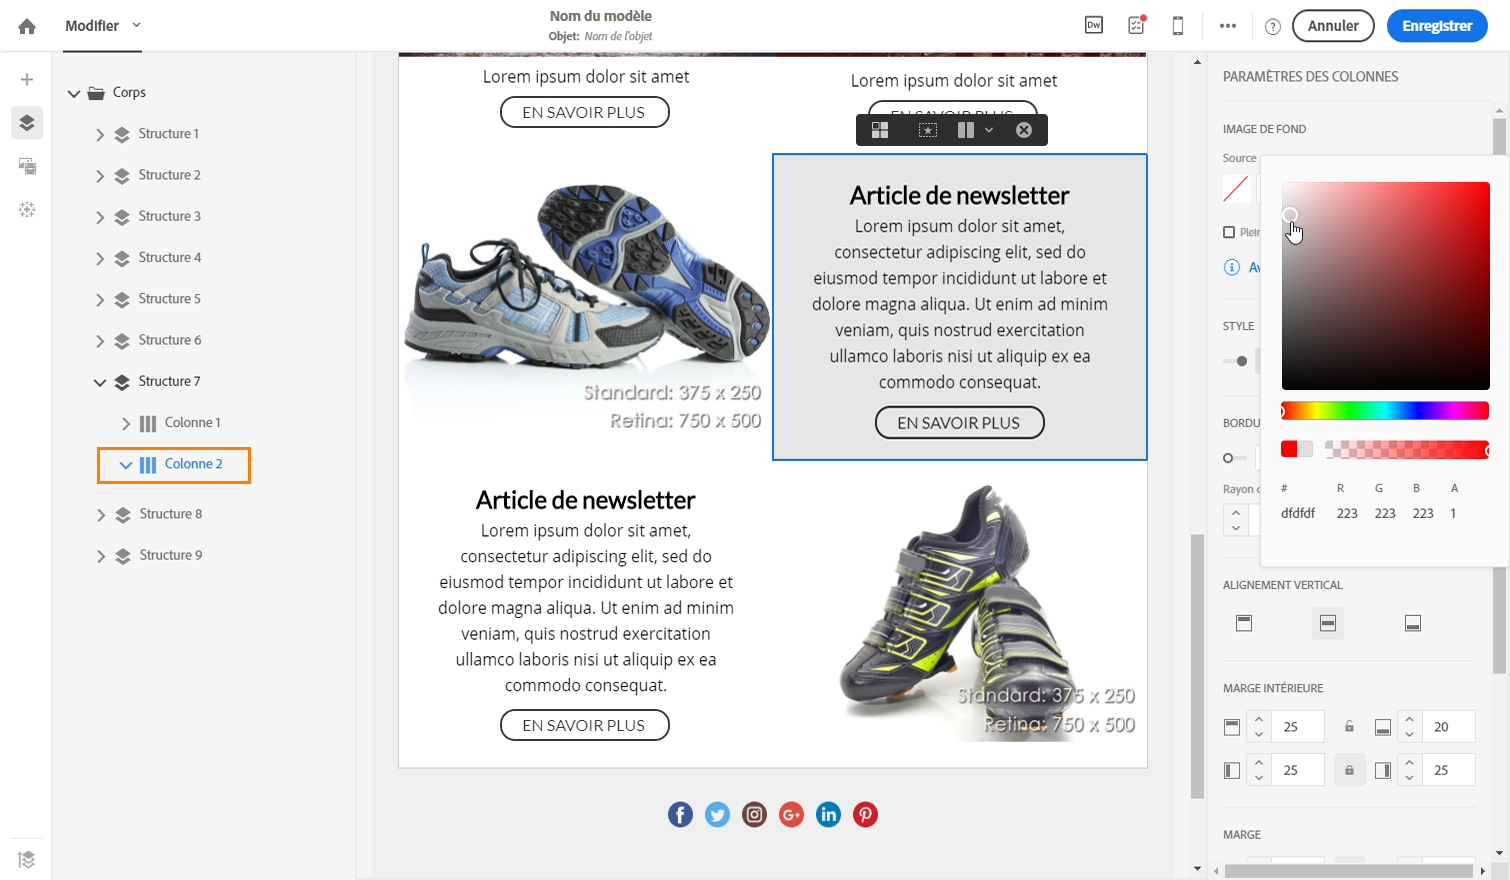 Modifier
Nom du modèle
Objet: Nom de l'objet
Dw
?
Annuler
Enregistrer
Corps
Structure 1
Structure 2
Structure 3
Structure 4
Structure 5
Structure 6
Structure 7
Colonne 1
Colonne 2
Structure 8
Structure 9
Lorem ipsum dolor sit amet
EN SAVOIR PLUS
Lorem ipsum dolor sit amet
EN SAVOIR PLUS
Standard: 375 x 250
Retina: 750 x 500
Article de newsletter
Lorem ipsum dolor sit amet,
consectetur adipiscing elit, sed do
eiusmod tempor incididunt ut labore et
dolore magna aliqua. Ut enim ad minim
veniam, quis nostrud exercitation
ullamco laboris nisi ut aliquip ex ea
commodo consequat.
EN SAVOIR PLUS
Article de newsletter
Lorem ipsum dolor sit amet,
consectetur adipiscing elit, sed do
eiusmod tempor incididunt ut labore et
dolore magna aliqua. Ut enim ad minim
veniam, quis nostrud exercitation
ullamco laboris nisi ut aliquip ex ea
commodo consequat.
EN SAVOIR PLUS
Standard: 375 x 250
Retina: 750 x 500
f
G+
in
PARAMÈTRES DES COLONNES
IMAGE DE FOND
Source
Plein
Av
STYLE
BORDU
Rayon d
# R G B A
dfdfdf 223 223 223 1
ALIGNEMENT VERTICAL
MARGE INTÉRIEURE
25 20
25 25
MARGE